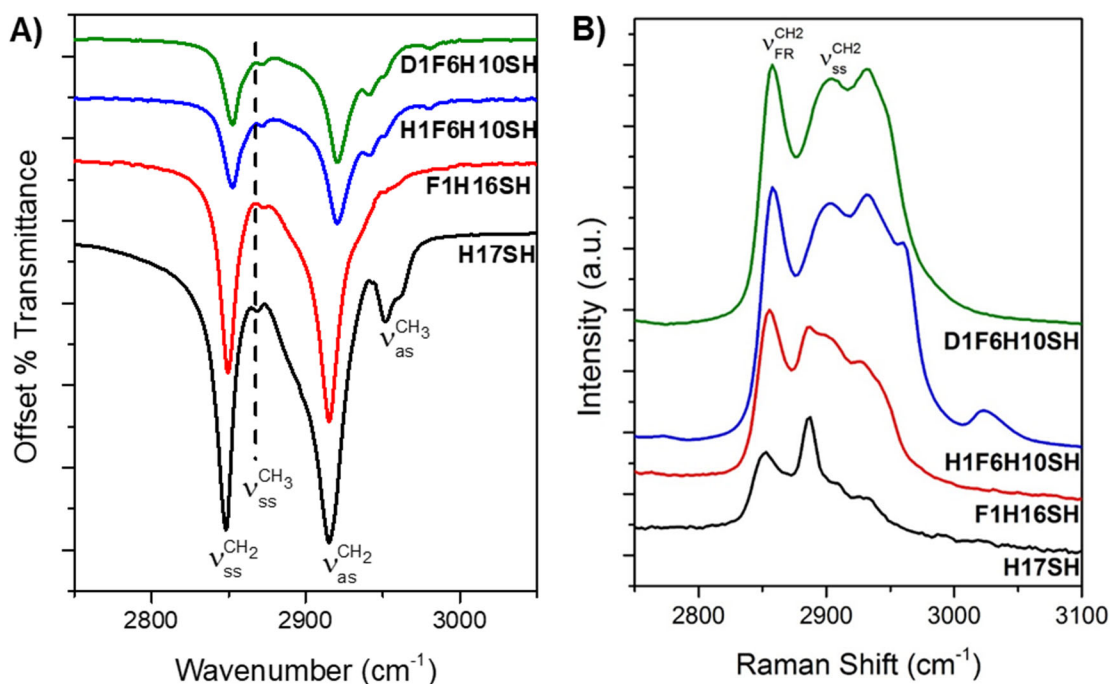 A)
D1F6H10SH
H1F6H10SH
F1H16SH
H17SH
ν_as^CH3
ν_ss^CH3
ν_ss^CH2
ν_as^CH2
Offset % Transmittance
2800 2900 3000
Wavenumber (cm⁻¹)
B)
ν_FR^CH2
ν_ss^CH2
D1F6H10SH
H1F6H10SH
F1H16SH
H17SH
Intensity (a.u.)
2800 2900 3000 3100
Raman Shift (cm⁻¹)